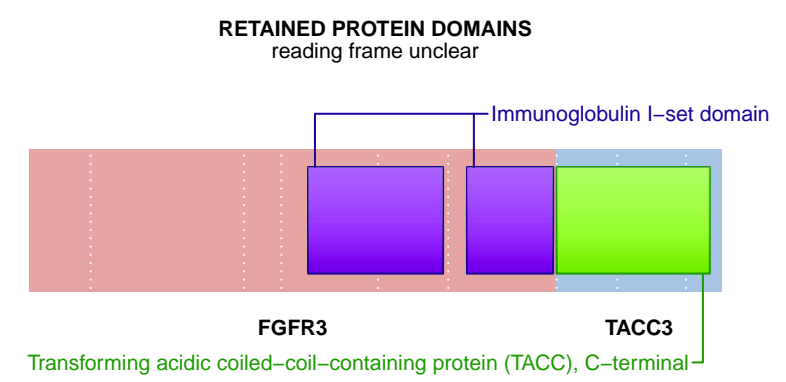 RETAINED PROTEIN DOMAINS
reading frame unclear
Immunoglobulin I−set domain
FGFR3
TACC3
Transforming acidic coiled−coil−containing protein (TACC), C−terminal